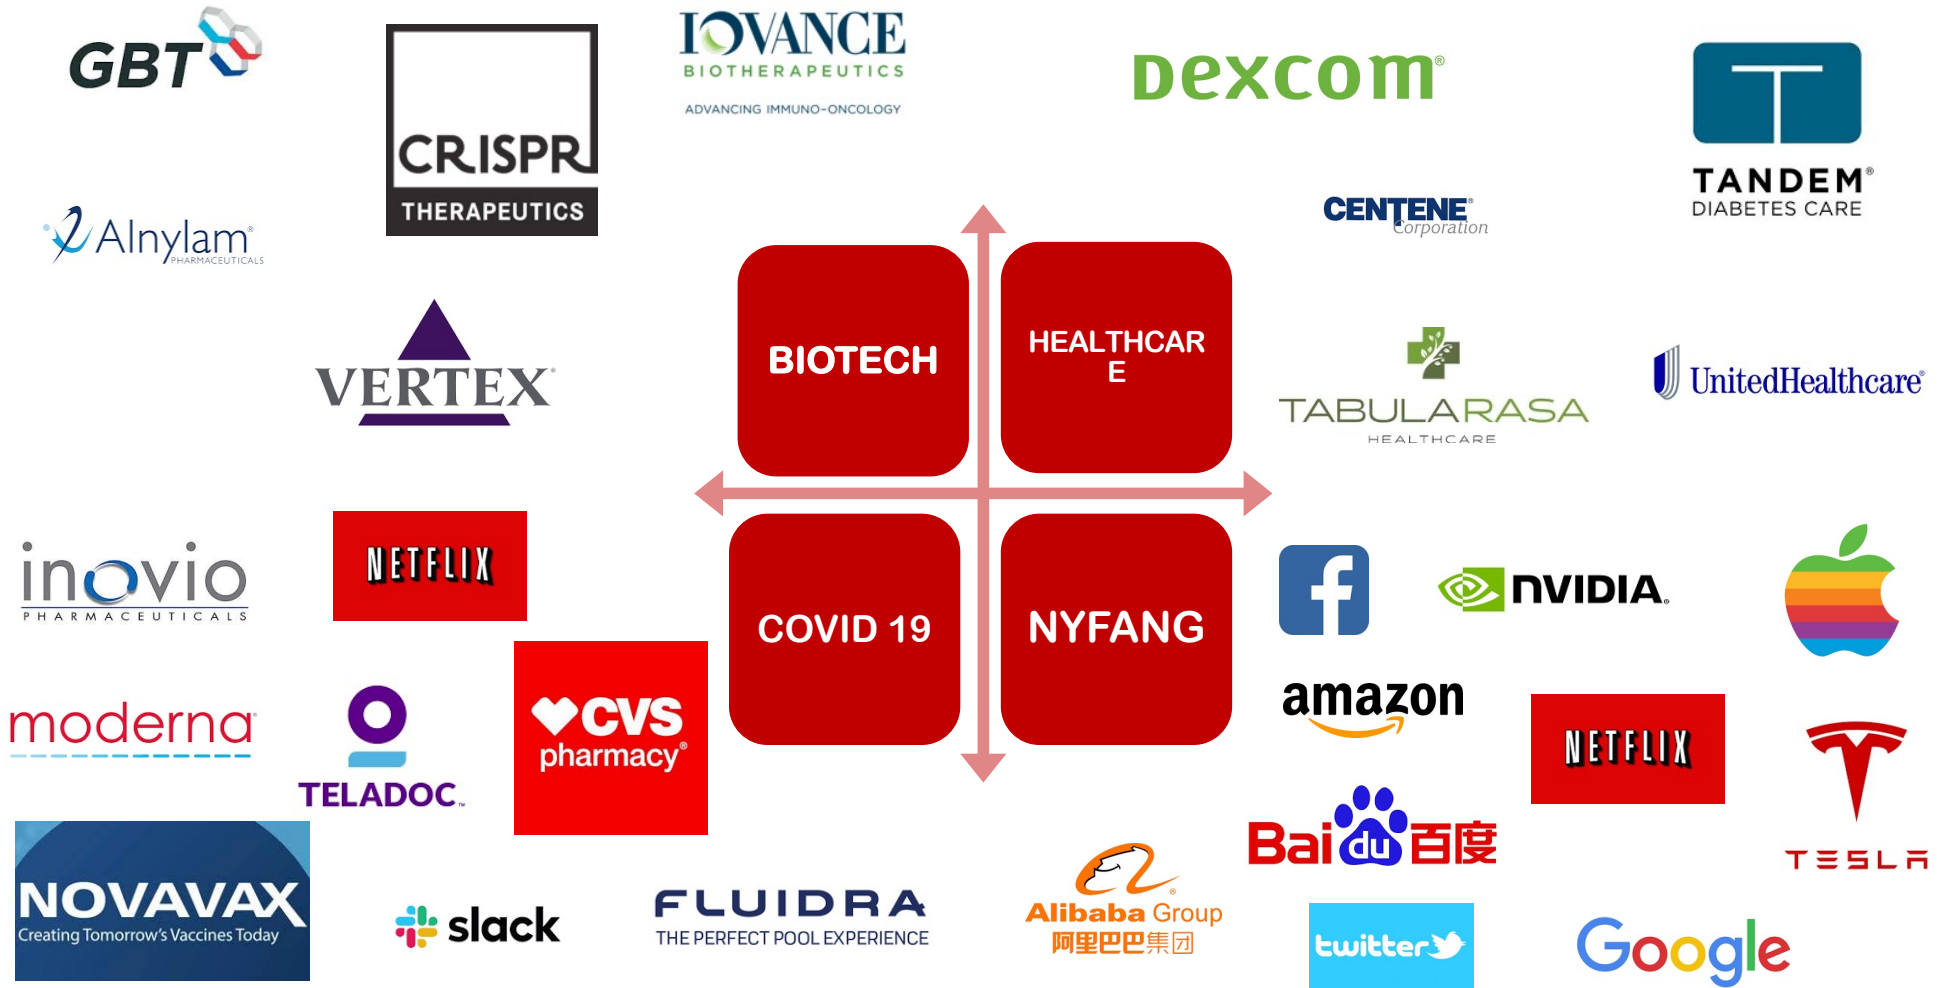 GBT
CRISPR
THERAPEUTICS
IOVANCE
BIOTHERAPEUTICS
ADVANCING IMMUNO-ONCOLOGY
Dexcom®
T
TANDEM®
DIABETES CARE
Alnylam®
PHARMACEUTICALS
CENTENE®
Corporation
VERTEX
BIOTECH
HEALTHCAR
E
TABULARASA
HEALTHCARE
UnitedHealthcare®
inovio
PHARMACEUTICALS
NETFLIX
COVID 19
NYFANG
f
NVIDIA.
moderna
TELADOC™
CVS
pharmacy®
amazon
NETFLIX
TESLA
NOVAVAX
Creating Tomorrow's Vaccines Today
slack
FLUIDRA
THE PERFECT POOL EXPERIENCE
Alibaba Group
阿里巴巴集团
Baidu百度
twitter
Google